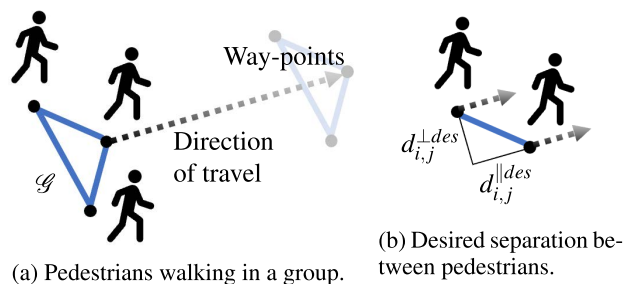 Way-points
Direction
of travel
𝒢
d_{i,j}^{⊥des}
d_{i,j}^{∥des}
(a) Pedestrians walking in a group.
(b) Desired separation be-
tween pedestrians.